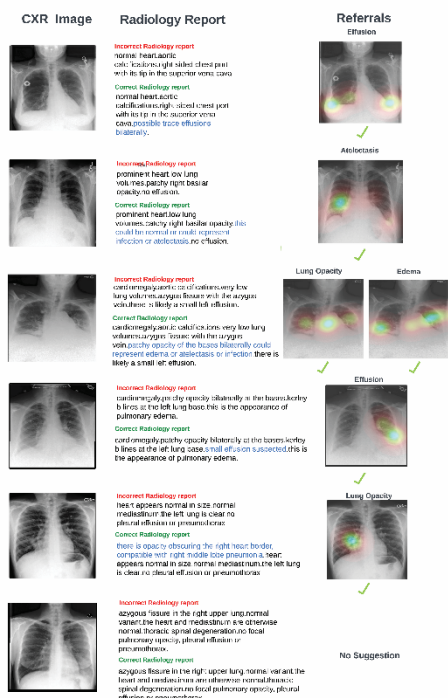 CXR Image
Radiology Report
Referrals
Effusion
Incorrect Radiology report
normal heart.aortic
calcifications.right sided chest port
with its tip in the superior vena cava
Correct Radiology report
normal heart.aortic
calcifications.right sided chest port
with its tip in the superior vena
cava.possible trace effusions
bilaterally.
Atelectasis
Incorrect Radiology report
prominent heart.low lung
volumes.patchy right basilar
opacity.no effusion.
Correct Radiology report
prominent heart.low lung
volumes.patchy right basilar opacity.this
could be normal or could represent
infection or atelectasis.no effusion.
Lung Opacity
Edema
Incorrect Radiology report
cardiomegaly.aortic calcifications.very low
lung volumes.azygus fissure with the azygus
vein.there is likely a small left effusion.
Correct Radiology report
cardiomegaly.aortic calcifications very low lung
volumes.azygus fissure with the azygus
vein.patchy opacity of the bases bilaterally could
represent edema or atelectasis or infection.there is
likely a small left effusion.
Effusion
Incorrect Radiology report
cardiomegaly.patchy opacity bilaterally at the bases.kerley
b lines at the left lung base.this is the appearance of
pulmonary edema.
Correct Radiology report
cardiomegaly.patchy opacity bilaterally at the bases.kerley
b lines at the left lung base.small effusion suspected.this is
the appearance of pulmonary edema.
Lung Opacity
Incorrect Radiology report
heart appears normal in size.normal
mediastinum.the left lung is clear.no
pleural effusion or pneumothorax
Correct Radiology report
there is opacity obscuring the right heart border,
compatible with right middle lobe pneumonia.heart
appears normal in size.normal mediastinum.the left lung
is clear.no pleural effusion or pneumothorax
Incorrect Radiology report
azygous fissure in the right upper lung.normal
variant.the heart and mediastinum are otherwise
normal.thoracic spinal degeneration.no focal
pulmonary opacity, pleural effusion or
pneumothorax.
Correct Radiology report
azygous fissure in the right upper lung.normal variant.the
heart and mediastinum are otherwise normal.thoracic
spinal degeneration.no focal pulmonary opacity, pleural
effusion or pneumothorax
No Suggestion